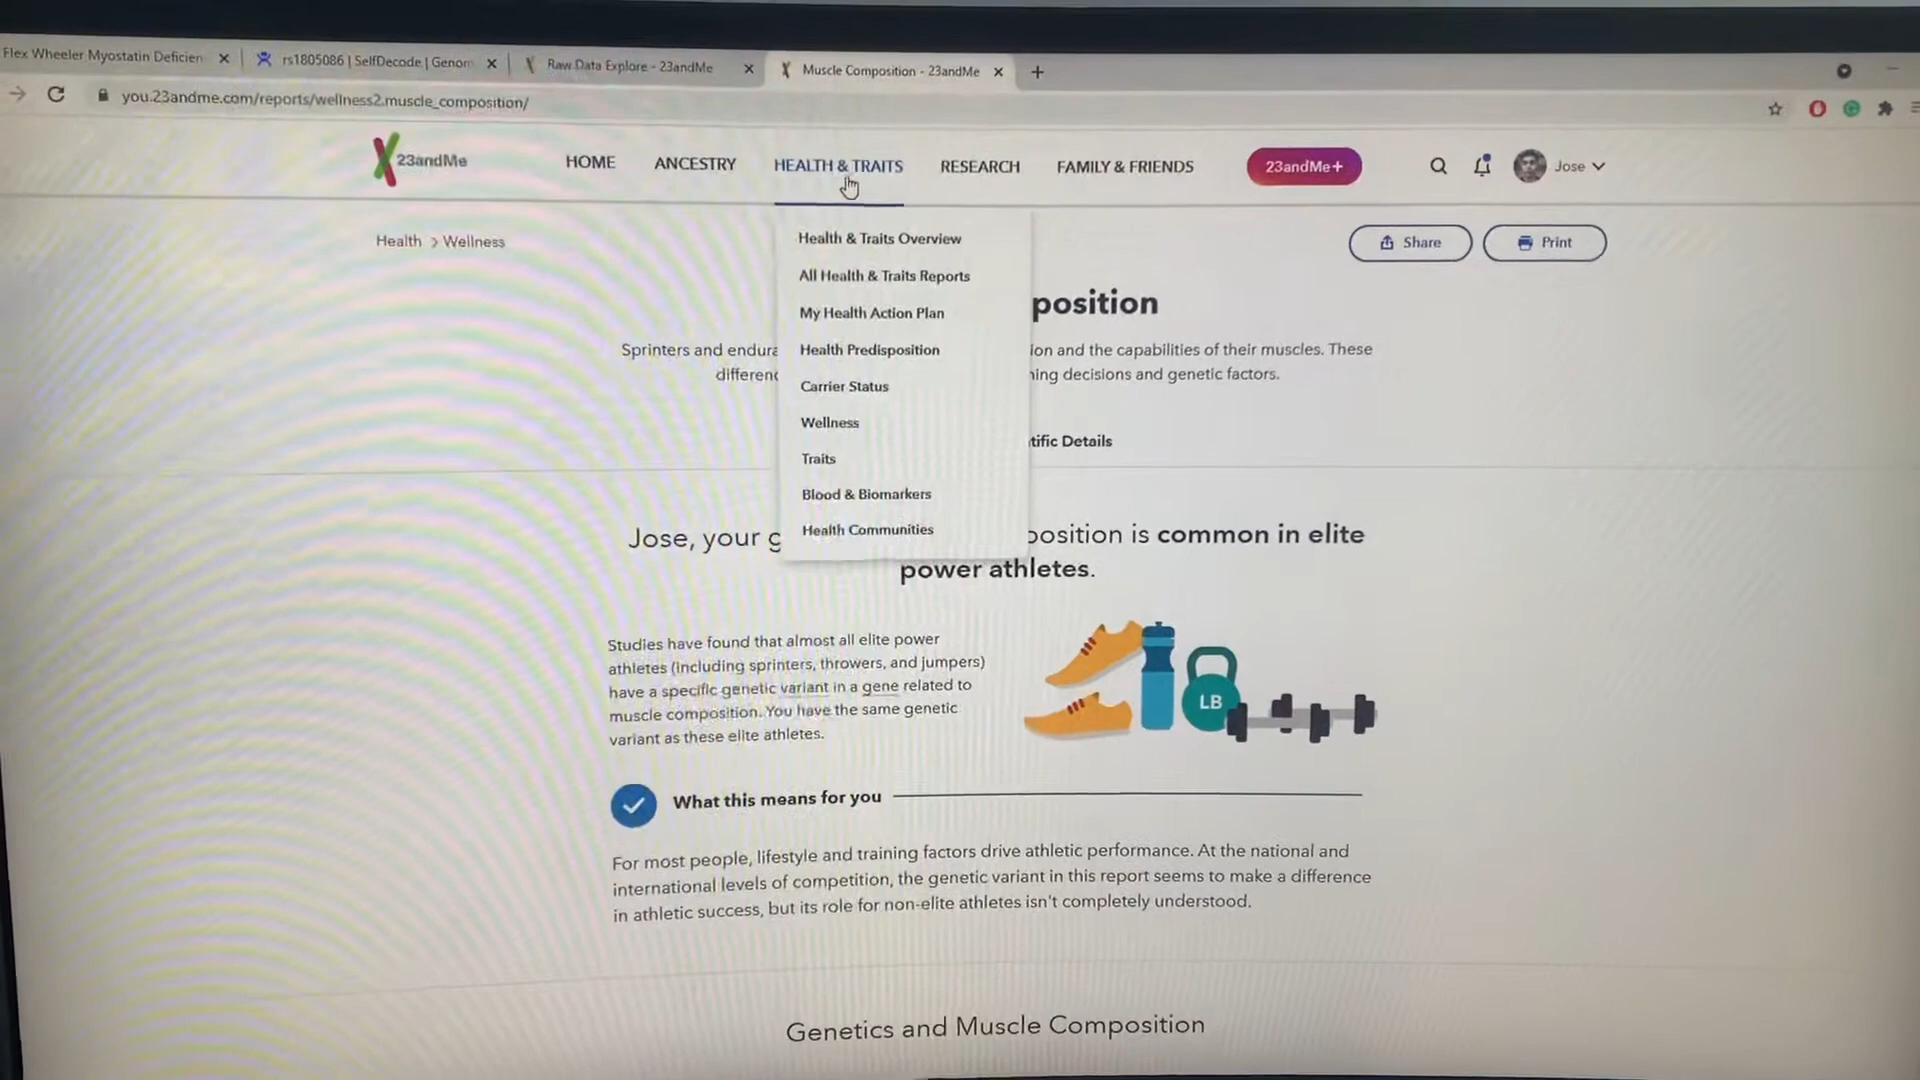 Flex Wheeler Myostatin Deficien
rs1805086 | SelfDecode | Genom
Raw Data Explore - 23andMe
Muscle Composition - 23andMe
you.23andme.com/reports/wellness2.muscle_composition/
23andMe
HOME
ANCESTRY
HEALTH & TRAITS
RESEARCH
FAMILY & FRIENDS
23andMe+
Jose
Health > Wellness
Share
Print
Health & Traits Overview
All Health & Traits Reports
My Health Action Plan
Health Predisposition
Carrier Status
Wellness
Traits
Blood & Biomarkers
Health Communities
position
Sprinters and endura ion and the capabilities of their muscles. These
differenc ning decisions and genetic factors.
tific Details
Jose, your g position is common in elite
power athletes.
Studies have found that almost all elite power
athletes (including sprinters, throwers, and jumpers)
have a specific genetic variant in a gene related to
muscle composition. You have the same genetic
variant as these elite athletes.
LB
What this means for you
For most people, lifestyle and training factors drive athletic performance. At the national and
international levels of competition, the genetic variant in this report seems to make a difference
in athletic success, but its role for non-elite athletes isn't completely understood.
Genetics and Muscle Composition